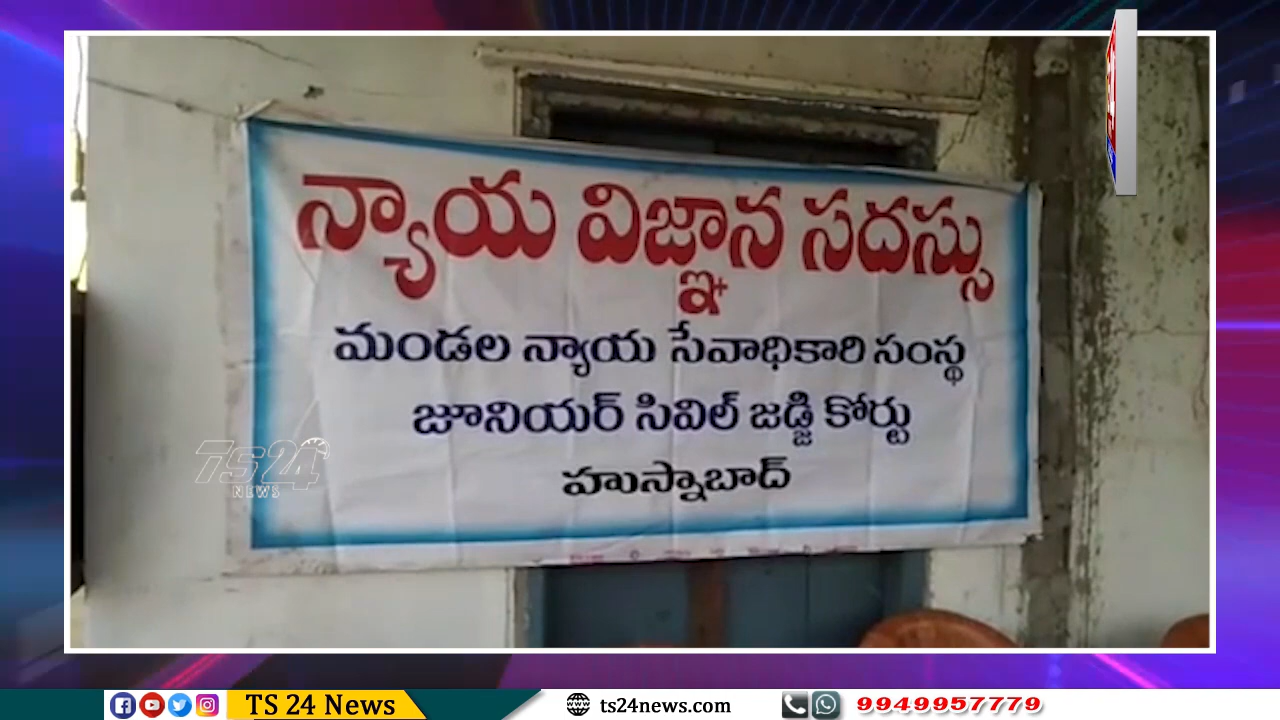 న్యాయ విజ్ఞాన సదస్సు
మండల న్యాయ సేవాధికారి సంస్థ
జూనియర్ సివిల్ జడ్జి కోర్టు
హుస్నాబాద్
TS24
NEWS
TS 24 News
ts24news.com
9949957779